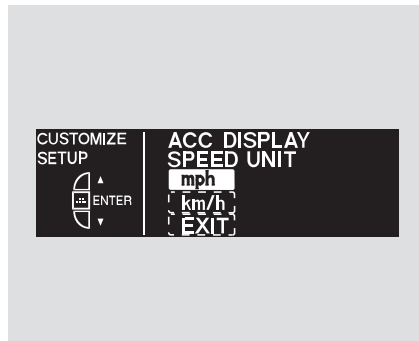 CUSTOMIZE
SETUP
ENTER
ACC DISPLAY
SPEED UNIT
mph
km/h
EXIT